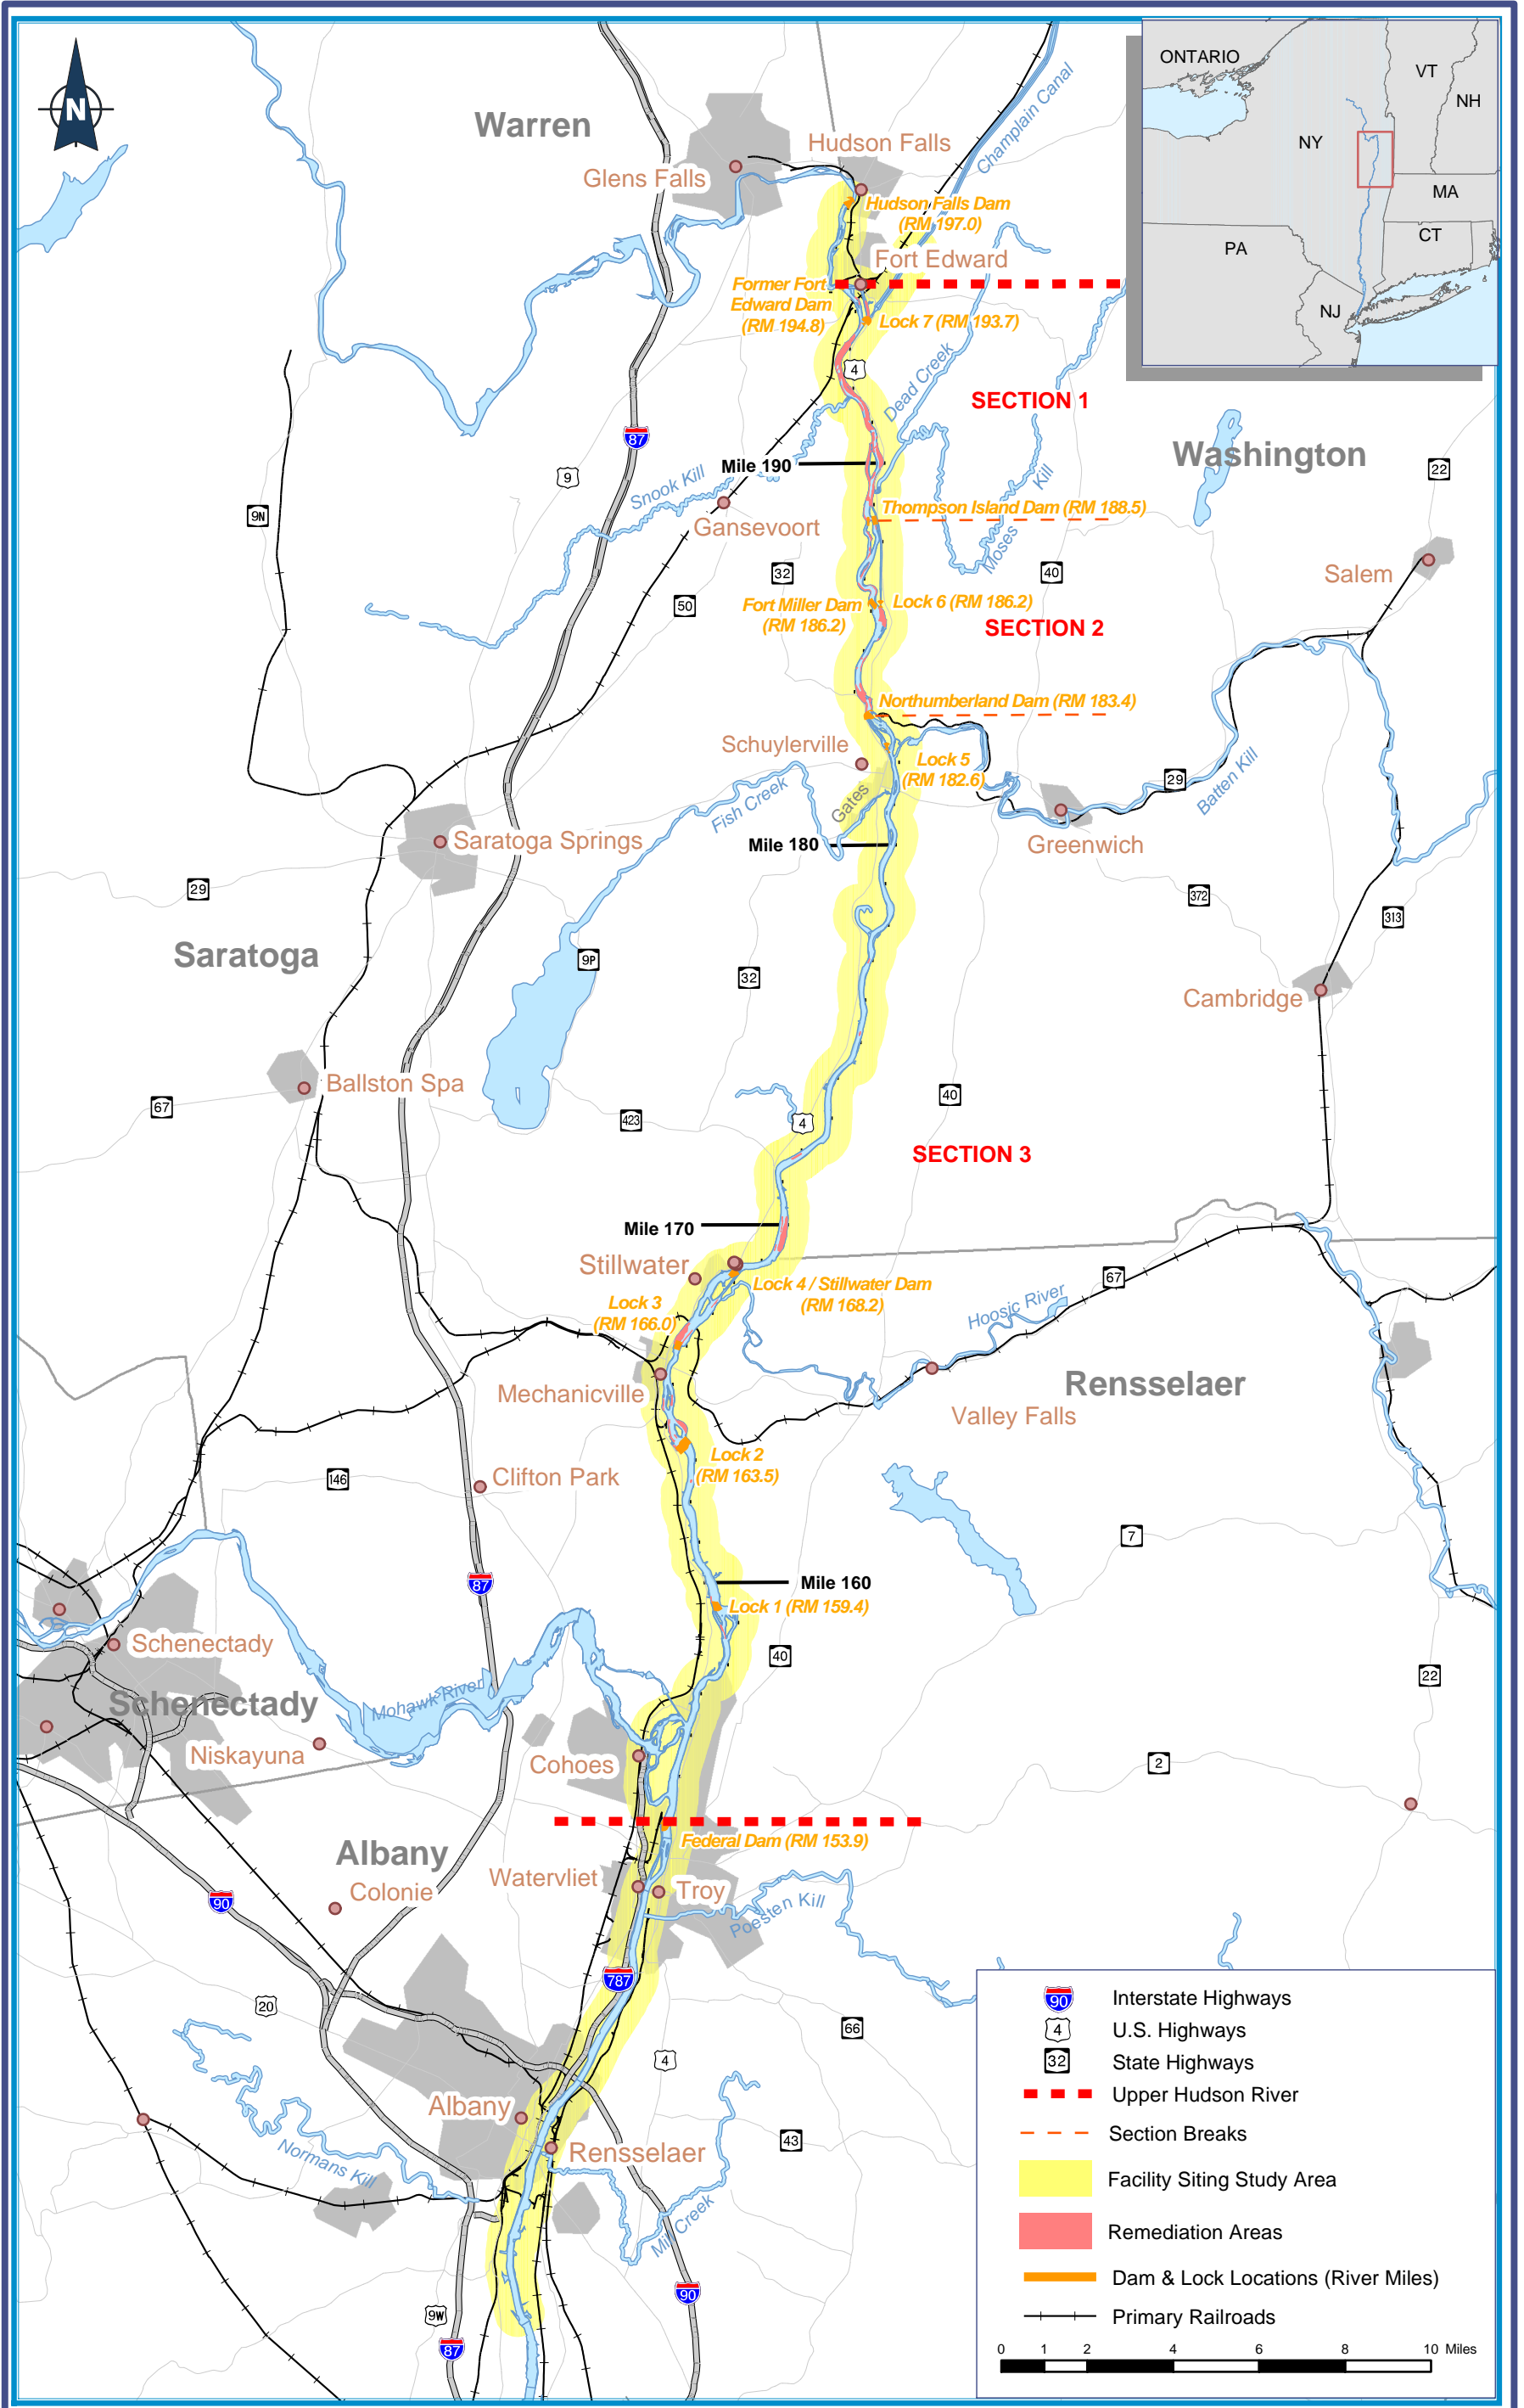 N
ONTARIO
VT
NH
NY
MA
CT
PA
NJ
Warren
Hudson Falls
Glens Falls
Champlain Canal
Hudson Falls Dam
(RM 197.0)
Fort Edward
Former Fort
Edward Dam
(RM 194.8)
Lock 7 (RM 193.7)
4
Dead Creek
SECTION 1
87
Washington
Mile 190
9
Snook Kill
22
9N
Gansevoort
Thompson Island Dam (RM 188.5)
Moses Kill
32
40
Salem
50
Fort Miller Dam
(RM 186.2)
Lock 6 (RM 186.2)
SECTION 2
Northumberland Dam (RM 183.4)
Schuylerville
Lock 5
(RM 182.6)
29
Batten Kill
Fish Creek
Gates
Greenwich
Saratoga Springs
Mile 180
29
372
313
Saratoga
9P
32
Cambridge
Ballston Spa
67
423
4
40
SECTION 3
Mile 170
Stillwater
Lock 4 / Stillwater Dam
(RM 168.2)
67
Hoosic River
Lock 3
(RM 166.0)
Mechanicville
Rensselaer
Valley Falls
Lock 2
(RM 163.5)
146
Clifton Park
7
87
Mile 160
Lock 1 (RM 159.4)
Schenectady
40
22
Schenectady
Mohawk River
Niskayuna
Cohoes
2
Federal Dam (RM 153.9)
Albany
Watervliet
Troy
Colonie
90
Poesten Kill
787
20
66
4
Albany
43
Rensselaer
Normans Kill
Mill Creek
90
9W
87
90 Interstate Highways
4 U.S. Highways
32 State Highways
Upper Hudson River
Section Breaks
Facility Siting Study Area
Remediation Areas
Dam & Lock Locations (River Miles)
Primary Railroads
0 1 2 4 6 8 10 Miles